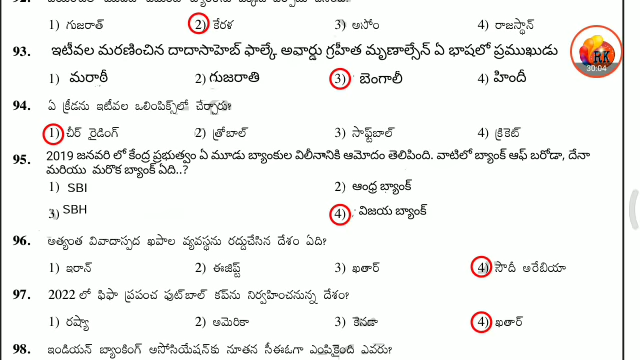 1) గుజరాత్ 2) కేరళ 3) అసోం 4) రాజస్థాన్
93. ఇటీవల మరణించిన దాదాసాహెబ్ ఫాల్కే అవార్డు గ్రహీత మృణాల్సేన్ ఏ భాషలో ప్రముఖుడు
RK
30:04
1) మరాఠీ 2) గుజరాతి 3) బెంగాలీ 4) హిందీ
94. ఏ క్రీడను ఇటీవల ఒలింపిక్స్‌లో చేర్చారు?
1) చీర్ రైడింగ్ 2) త్రోబాల్ 3) సాఫ్ట్‌బాల్ 4) క్రికెట్
95. 2019 జనవరి లో కేంద్ర ప్రభుత్వం ఏ మూడు బ్యాంకుల విలీనానికి ఆమోదం తెలిపింది. వాటిలో బ్యాంక్ ఆఫ్ బరోడా, దేనా
మరియు మరొక బ్యాంక్ ఏది..?
1) SBI 2) ఆంధ్ర బ్యాంక్
3) SBH 4) విజయ బ్యాంక్
96. అత్యంత వివాదాస్పద ఖపాల వ్యవస్థను రద్దుచేసిన దేశం ఏది?
1) ఇరాన్ 2) ఈజిప్ట్ 3) ఖతార్ 4) సౌదీ అరేబియా
97. 2022 లో ఫిఫా ప్రపంచ ఫుట్‌బాల్ కప్‌ను నిర్వహించనున్న దేశం?
1) రష్యా 2) అమెరికా 3) కెనడా 4) ఖతార్
98. ఇండియన్ బ్యాంకింగ్ అసోసియేషన్‌కు నూతన సీఈఓగా ఎంపికైంది ఎవరు?